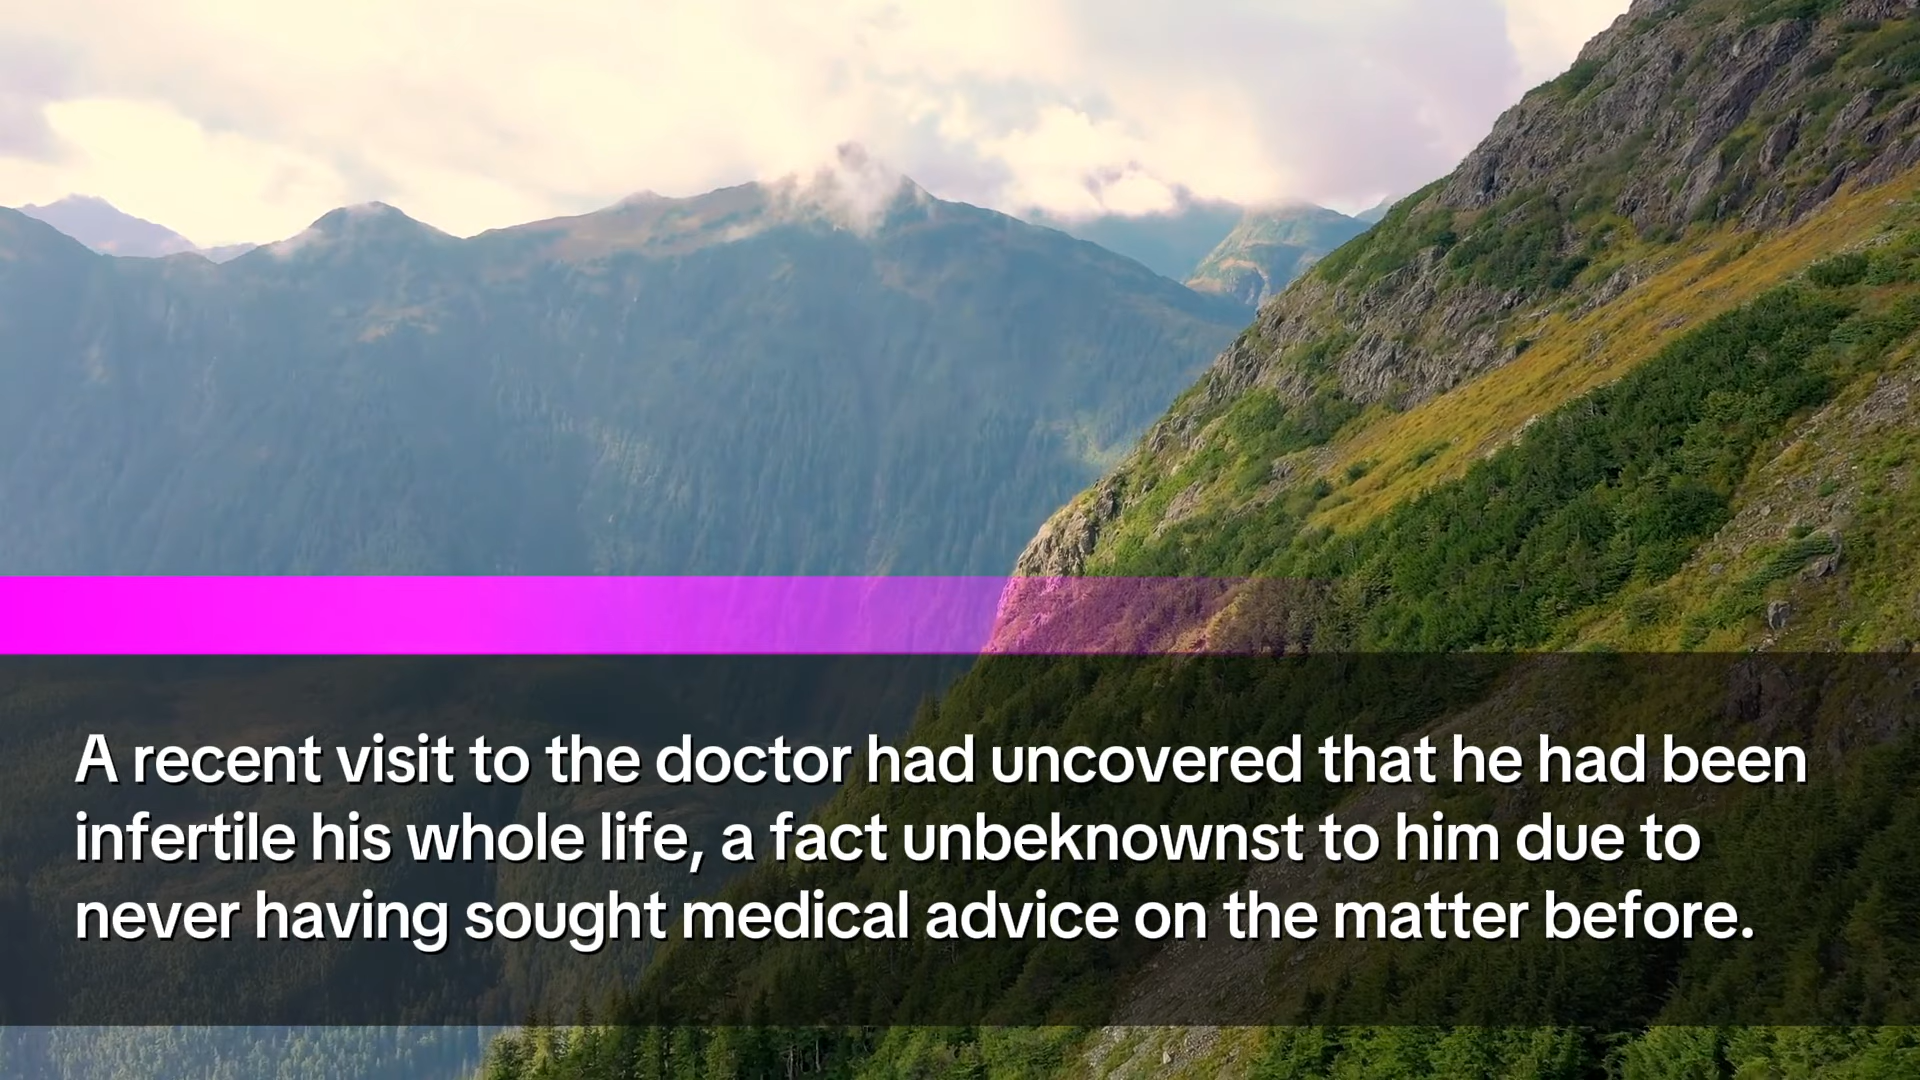 A recent visit to the doctor had uncovered that he had been
infertile his whole life, a fact unbeknownst to him due to
never having sought medical advice on the matter before.